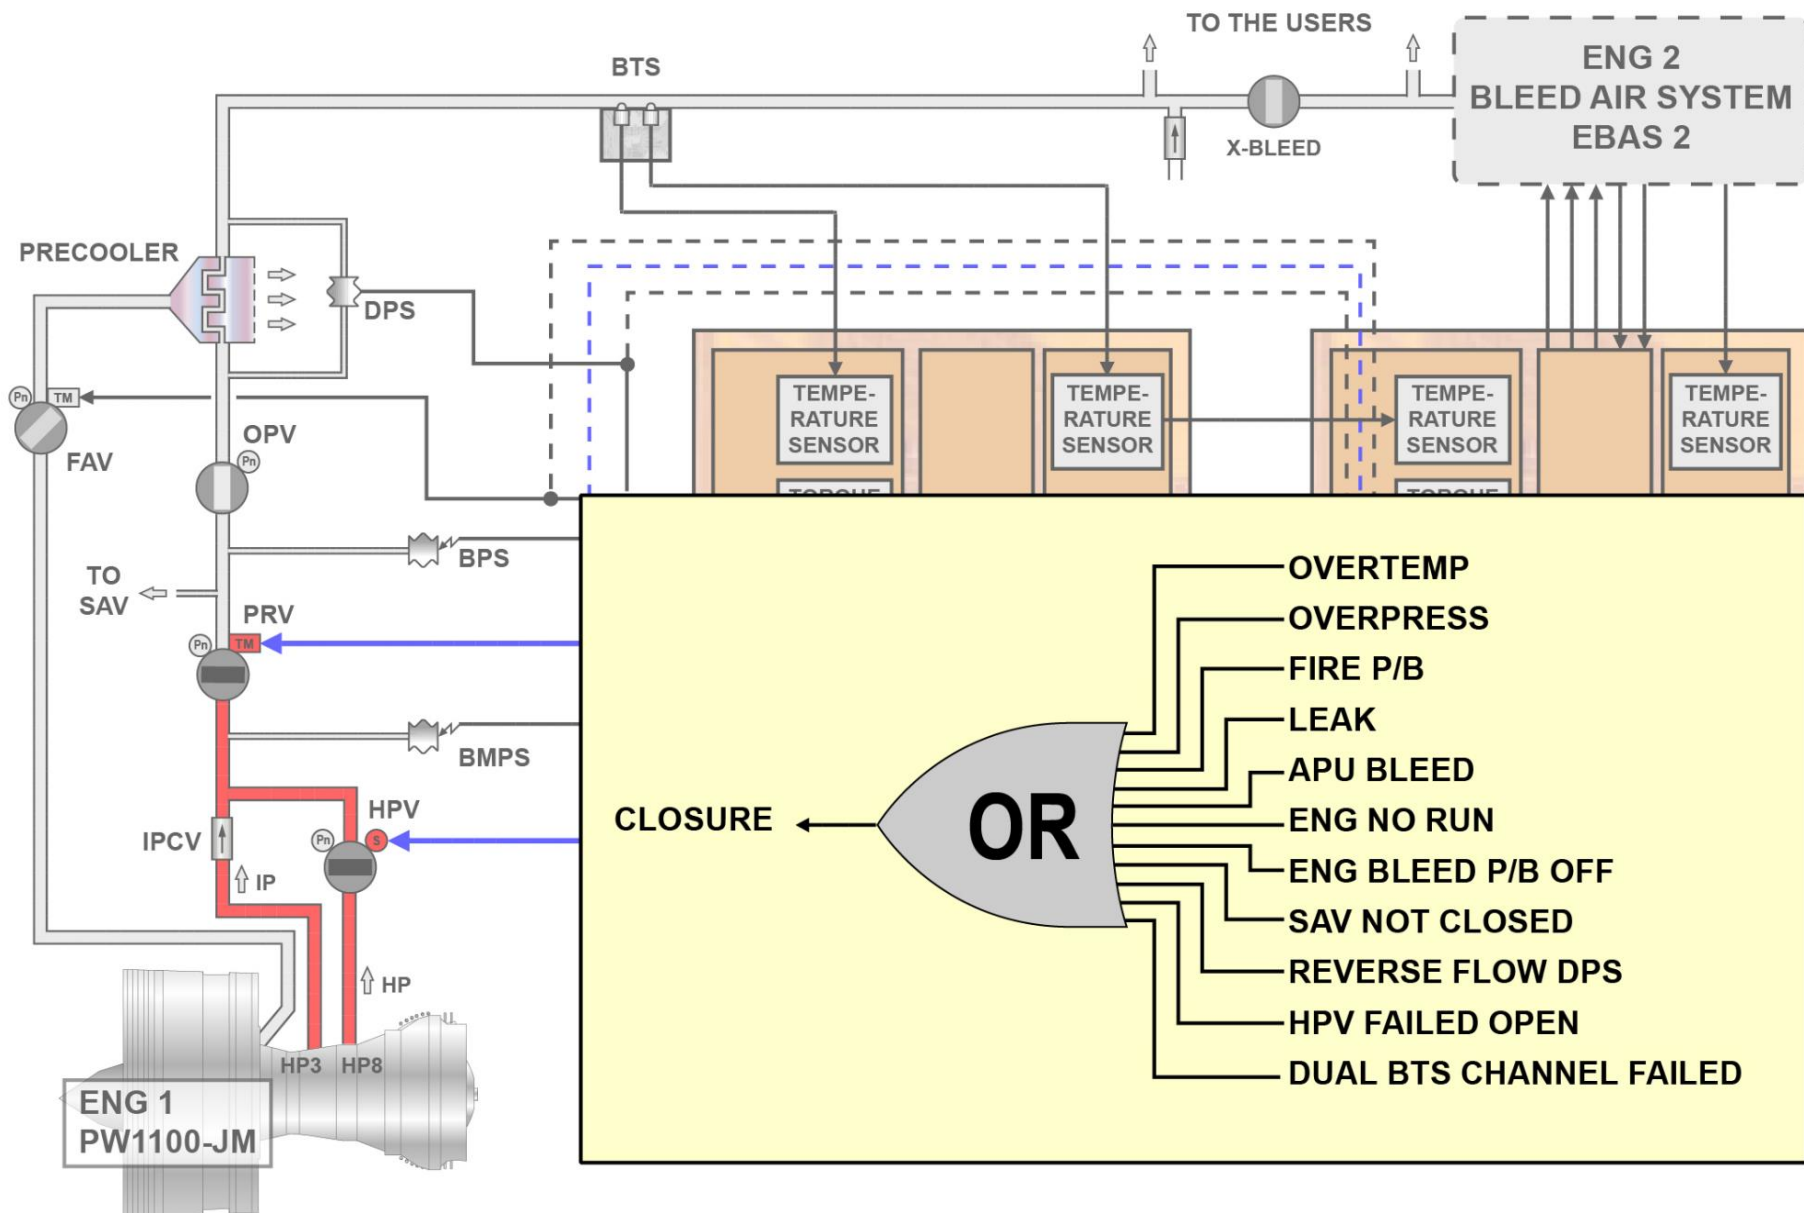 TO THE USERS
BTS
X-BLEED
ENG 2
BLEED AIR SYSTEM
EBAS 2
PRECOOLER
DPS
Pn
TM
FAV
OPV
Pn
TEMPE-
RATURE
SENSOR
TEMPE-
RATURE
SENSOR
TEMPE-
RATURE
SENSOR
TEMPE-
RATURE
SENSOR
TORQUE
TORQUE
BPS
TO
SAV
PRV
Pn
TM
BMPS
HPV
Pn
S
IPCV
IP
HP
HP3
HP8
ENG 1
PW1100-JM
CLOSURE
OR
OVERTEMP
OVERPRESS
FIRE P/B
LEAK
APU BLEED
ENG NO RUN
ENG BLEED P/B OFF
SAV NOT CLOSED
REVERSE FLOW DPS
HPV FAILED OPEN
DUAL BTS CHANNEL FAILED